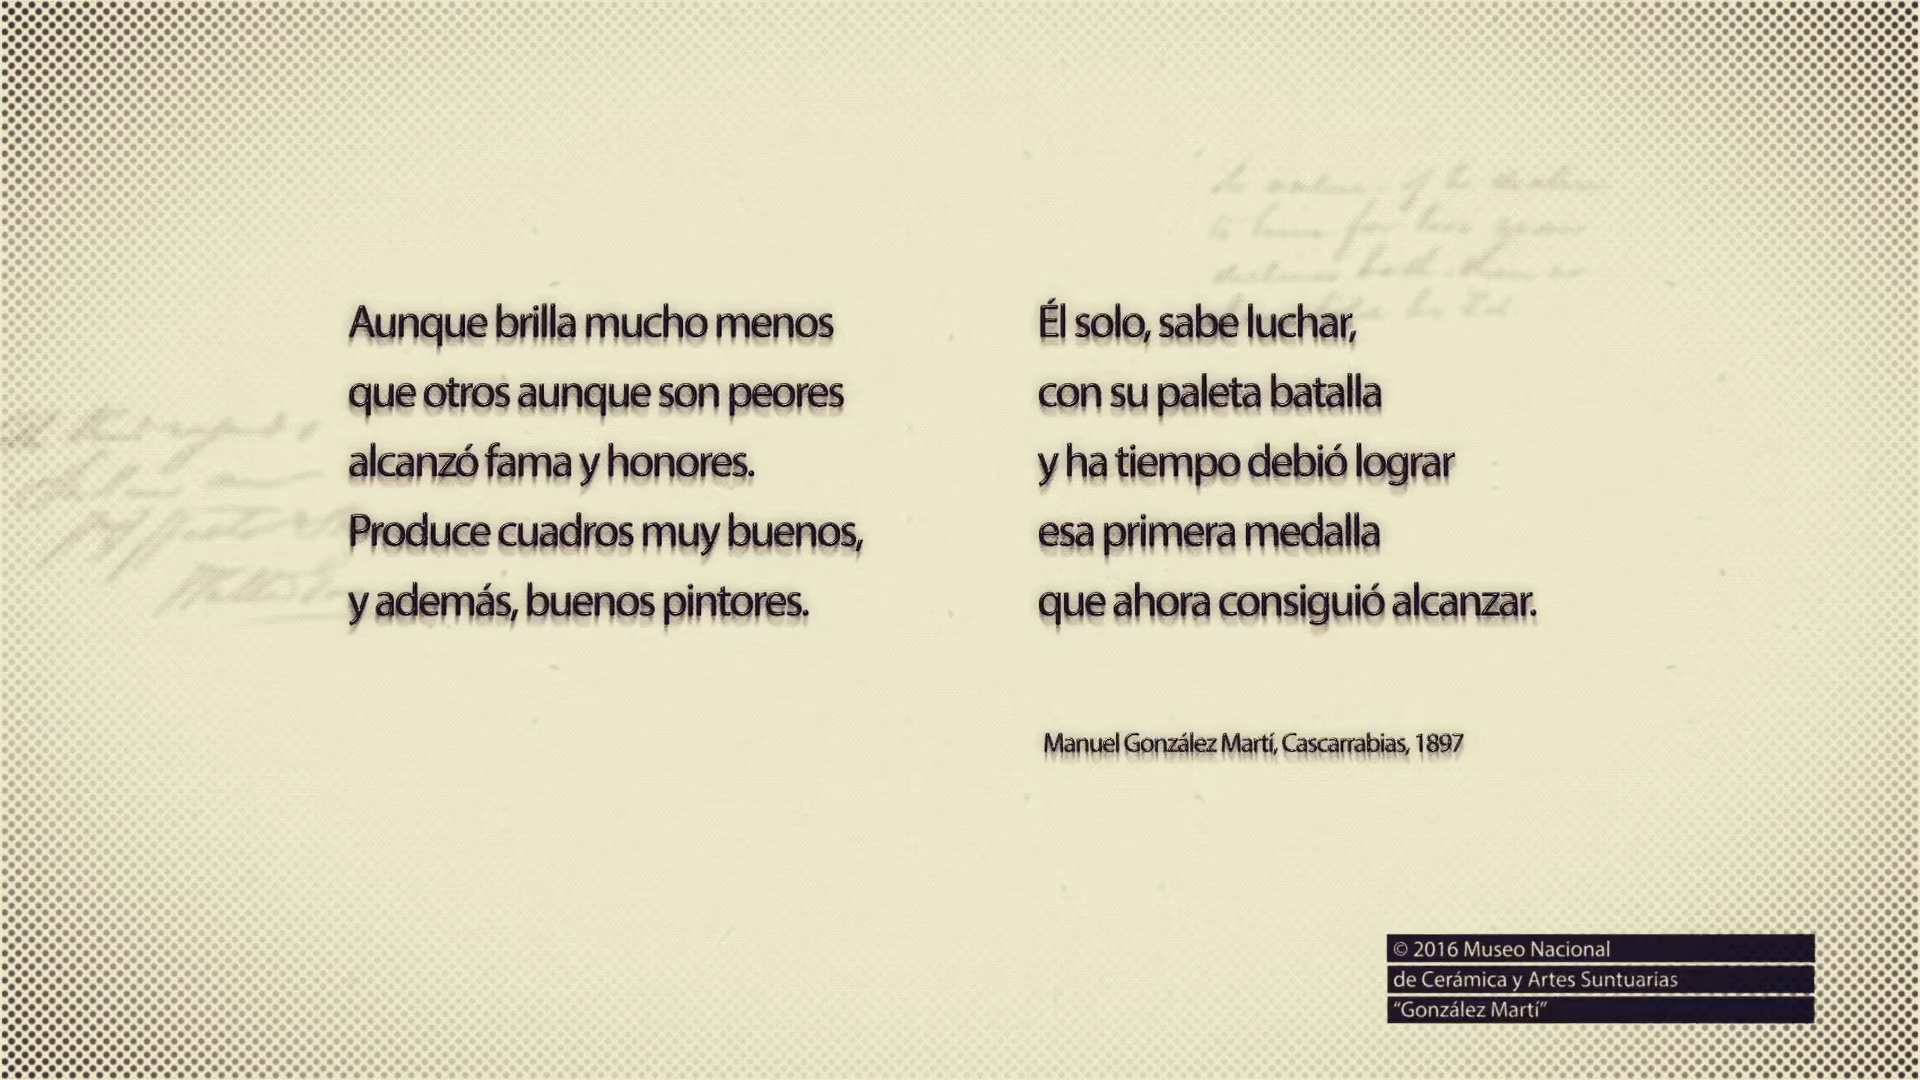 Aunque brilla mucho menos
que otros aunque son peores
alcanzó fama y honores.
Produce cuadros muy buenos,
y además, buenos pintores.
Él solo, sabe luchar,
con su paleta batalla
y ha tiempo debió lograr
esa primera medalla
que ahora consiguió alcanzar.
Manuel González Martí, Cascarrabias, 1897
© 2016 Museo Nacional
de Cerámica y Artes Suntuarias
“González Martí”